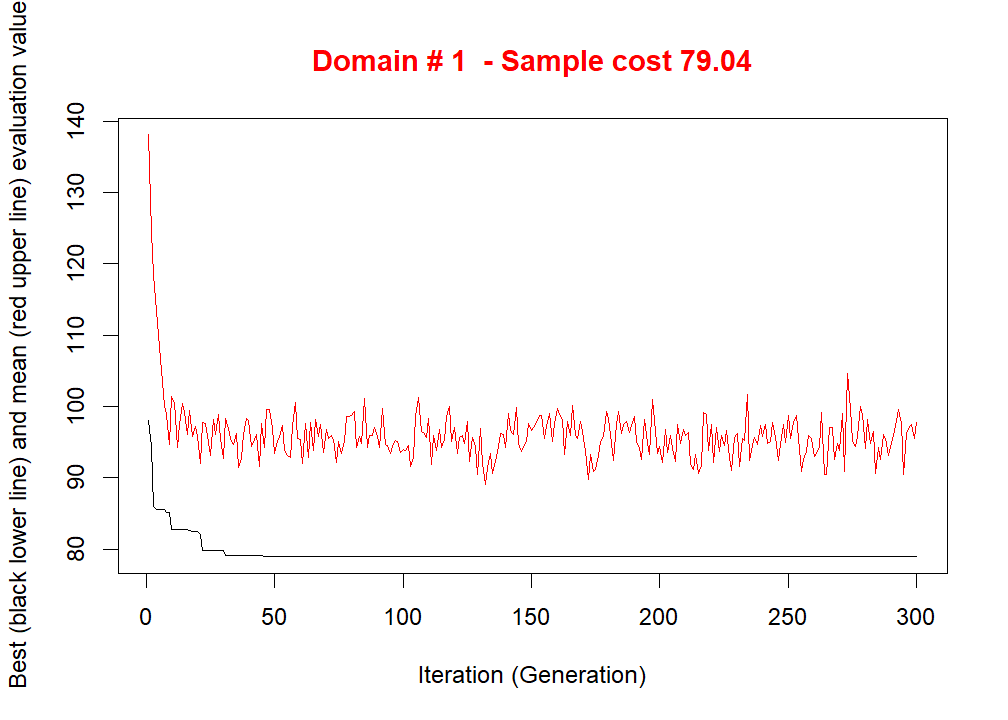 Domain # 1  - Sample cost 79.04
Best (black lower line) and mean (red upper line) evaluation value
140
130
120
110
100
90
80
0 50 100 150 200 250 300
Iteration (Generation)